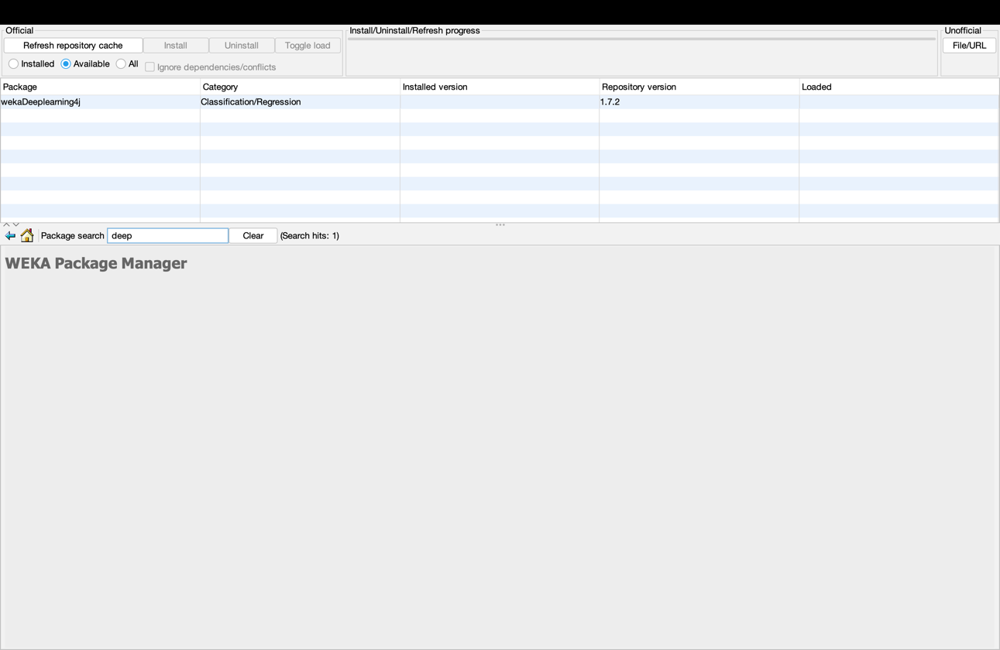 Official
Install/Uninstall/Refresh progress
Unofficial
Refresh repository cache Install Uninstall Toggle load
File/URL
Installed Available All Ignore dependencies/conflicts
Package Category Installed version Repository version Loaded
wekaDeeplearning4j Classification/Regression 1.7.2
Package search deep Clear (Search hits: 1)
WEKA Package Manager